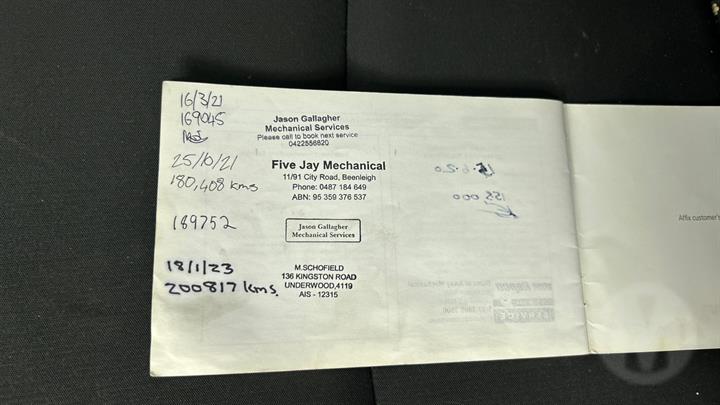 16/3/21
169045
Jason Gallagher
Mechanical Services
Please call to book next service
0422556620
25/10/21
180,408 kms
Five Jay Mechanical
11/91 City Road, Beenleigh
Phone: 0487 184 649
ABN: 95 359 376 537
189752
Jason Gallagher
Mechanical Services
18/1/23
200817 kms.
M.SCHOFIELD
136 KINGSTON ROAD
UNDERWOOD,4119
AIS - 12315
Affix customer's